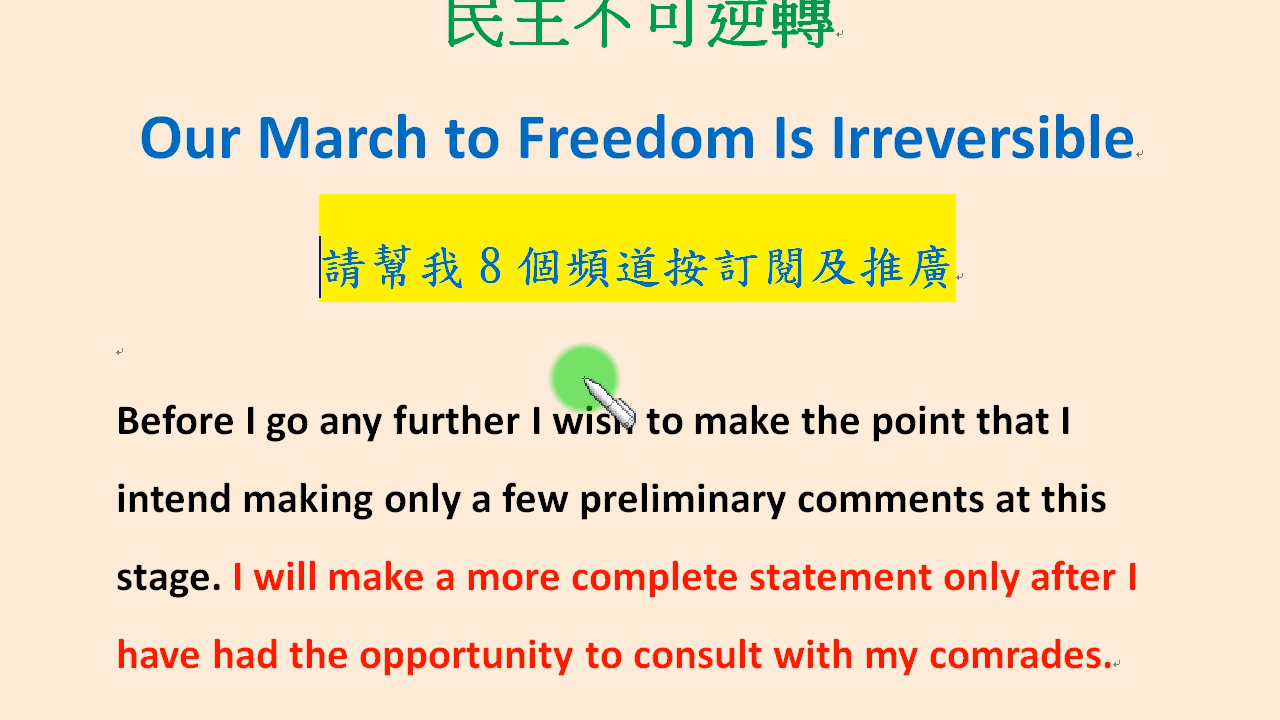 民主不可逆轉
Our March to Freedom Is Irreversible
請幫我 8 個頻道按訂閱及推廣
Before I go any further I wish to make the point that I
intend making only a few preliminary comments at this
stage. I will make a more complete statement only after I
have had the opportunity to consult with my comrades.